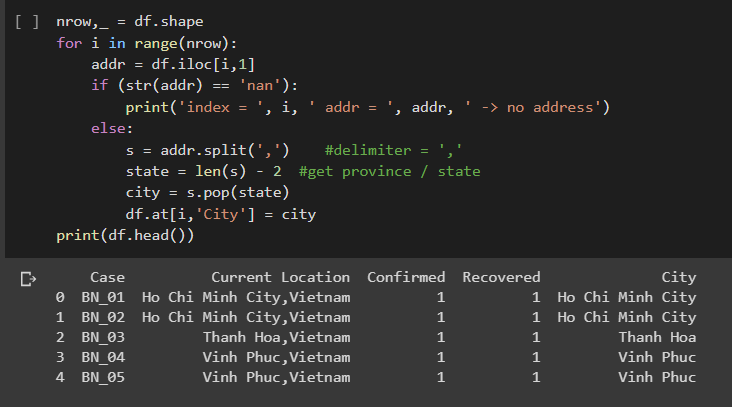 [ ] nrow,_ = df.shape
for i in range(nrow):
    addr = df.iloc[i,1]
    if (str(addr) == 'nan'):
        print('index = ', i, ' addr = ', addr, ' -> no address')
    else:
        s = addr.split(',')    #delimiter = ','
        state = len(s) - 2  #get province / state
        city = s.pop(state)
        df.at[i,'City'] = city
print(df.head())
Case Current Location Confirmed Recovered City
0 BN_01 Ho Chi Minh City,Vietnam 1 1 Ho Chi Minh City
1 BN_02 Ho Chi Minh City,Vietnam 1 1 Ho Chi Minh City
2 BN_03 Thanh Hoa,Vietnam 1 1 Thanh Hoa
3 BN_04 Vinh Phuc,Vietnam 1 1 Vinh Phuc
4 BN_05 Vinh Phuc,Vietnam 1 1 Vinh Phuc